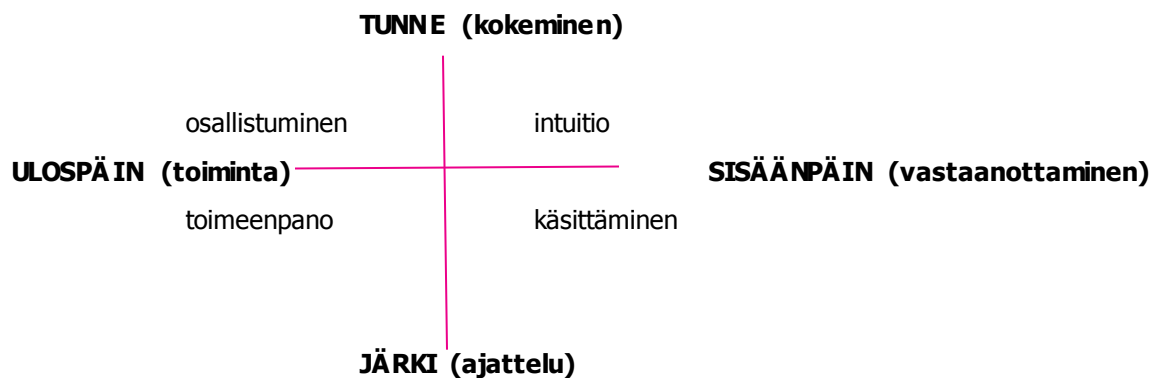 TUNNE (kokeminen)
osallistuminen intuitio
ULOSPÄIN (toiminta) SISÄÄNPÄIN (vastaanottaminen)
toimeenpano käsittäminen
JÄRKI (ajattelu)